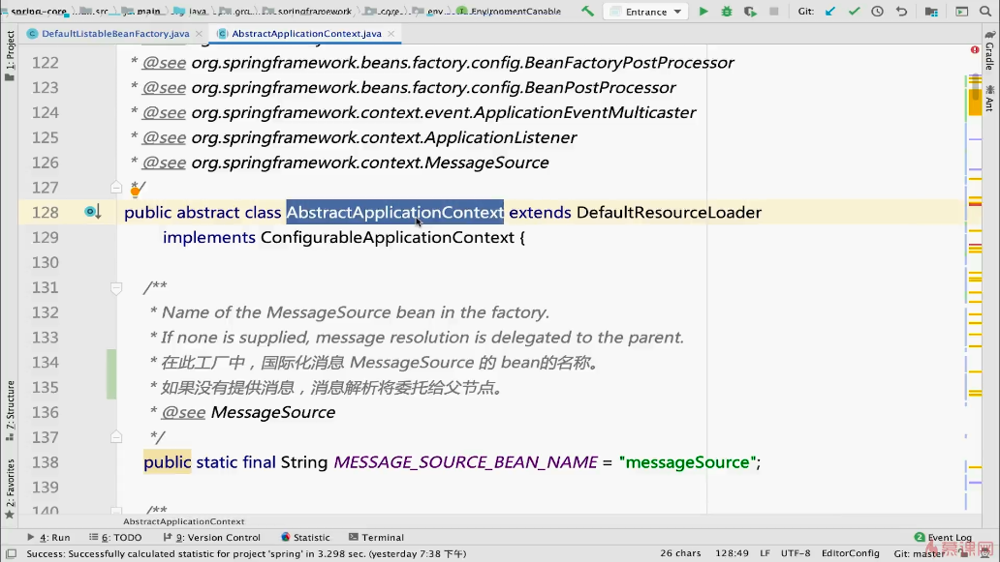 spring-core src main java org springframework core env EnvironmentCapable Entrance Git:
DefaultListableBeanFactory.java AbstractApplicationContext.java
1: Project
7: Structure
2: Favorites
Gradle
Ant
122 * @see org.springframework.beans.factory.config.BeanFactoryPostProcessor
123 * @see org.springframework.beans.factory.config.BeanPostProcessor
124 * @see org.springframework.context.event.ApplicationEventMulticaster
125 * @see org.springframework.context.ApplicationListener
126 * @see org.springframework.context.MessageSource
127 */
128 public abstract class AbstractApplicationContext extends DefaultResourceLoader
129 implements ConfigurableApplicationContext {
130
131 /**
132 * Name of the MessageSource bean in the factory.
133 * If none is supplied, message resolution is delegated to the parent.
134 * 在此工厂中，国际化消息 MessageSource 的 bean的名称。
135 * 如果没有提供消息，消息解析将委托给父节点。
136 * @see MessageSource
137 */
138 public static final String MESSAGE_SOURCE_BEAN_NAME = "messageSource";
139
140 /**
AbstractApplicationContext
4: Run 6: TODO 9: Version Control Statistic Terminal 2 Event Log
Success: Successfully calculated statistic for project 'spring' in 3.298 sec. (yesterday 7:38 下午) 26 chars 128:49 LF UTF-8 EditorConfig Git: master
慕课网